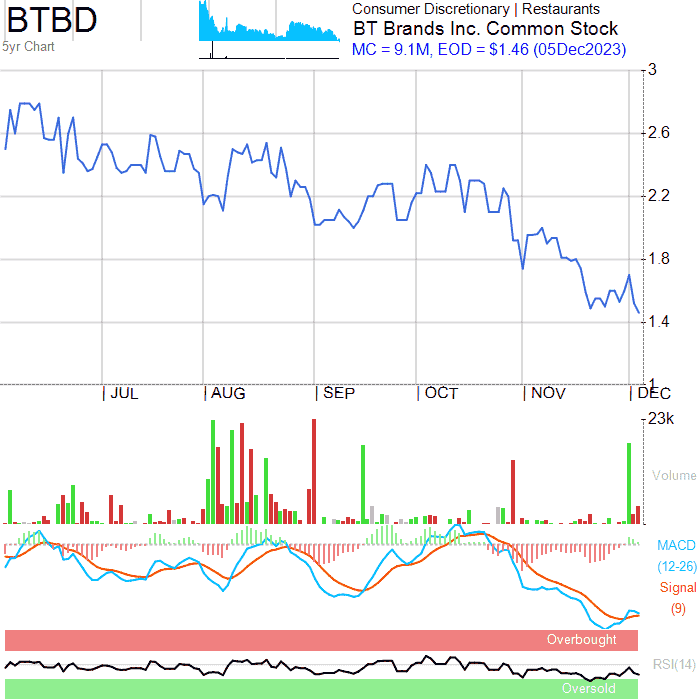 BTBD
5yr Chart
Consumer Discretionary | Restaurants
BT Brands Inc. Common Stock
MC = 9.1M, EOD = $1.46 (05Dec2023)
3
2.6
2.2
1.8
1.4
1
| JUL | AUG | SEP | OCT | NOV | DEC
23k
Volume
MACD
(12-26)
Signal
(9)
Overbought
RSI(14)
Oversold